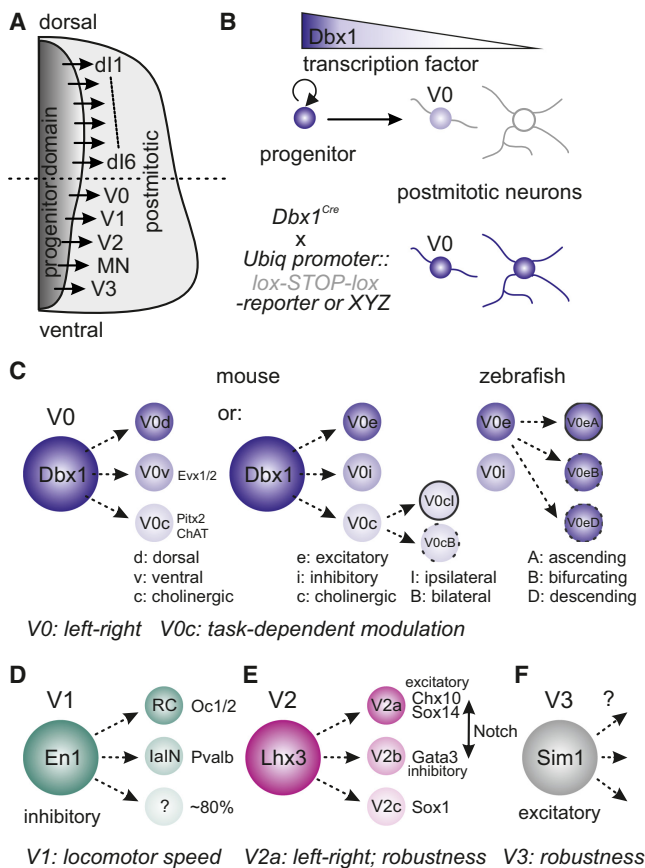 A
dorsal
dI1
dI6
V0
V1
V2
MN
V3
progenitor domain
postmitotic
ventral
B
Dbx1
transcription factor
V0
progenitor
postmitotic neurons
Dbx1Cre
x
Ubiq promoter::
lox-STOP-lox
-reporter or XYZ
V0
C
mouse
zebrafish
V0
or:
Dbx1
V0d
V0v
Evx1/2
V0c
Pitx2
ChAT
d: dorsal
v: ventral
c: cholinergic
Dbx1
V0e
V0i
V0c
V0cI
V0cB
e: excitatory
i: inhibitory
c: cholinergic
I: ipsilateral
B: bilateral
V0e
V0i
V0eA
V0eB
V0eD
A: ascending
B: bifurcating
D: descending
V0: left-right V0c: task-dependent modulation
D
V1
En1
inhibitory
RC
Oc1/2
IaIN
Pvalb
?
~80%
V1: locomotor speed
E
V2
Lhx3
excitatory
V2a
Chx10
Sox14
Notch
V2b
Gata3
inhibitory
V2c
Sox1
V2a: left-right; robustness
F
V3
?
Sim1
excitatory
V3: robustness